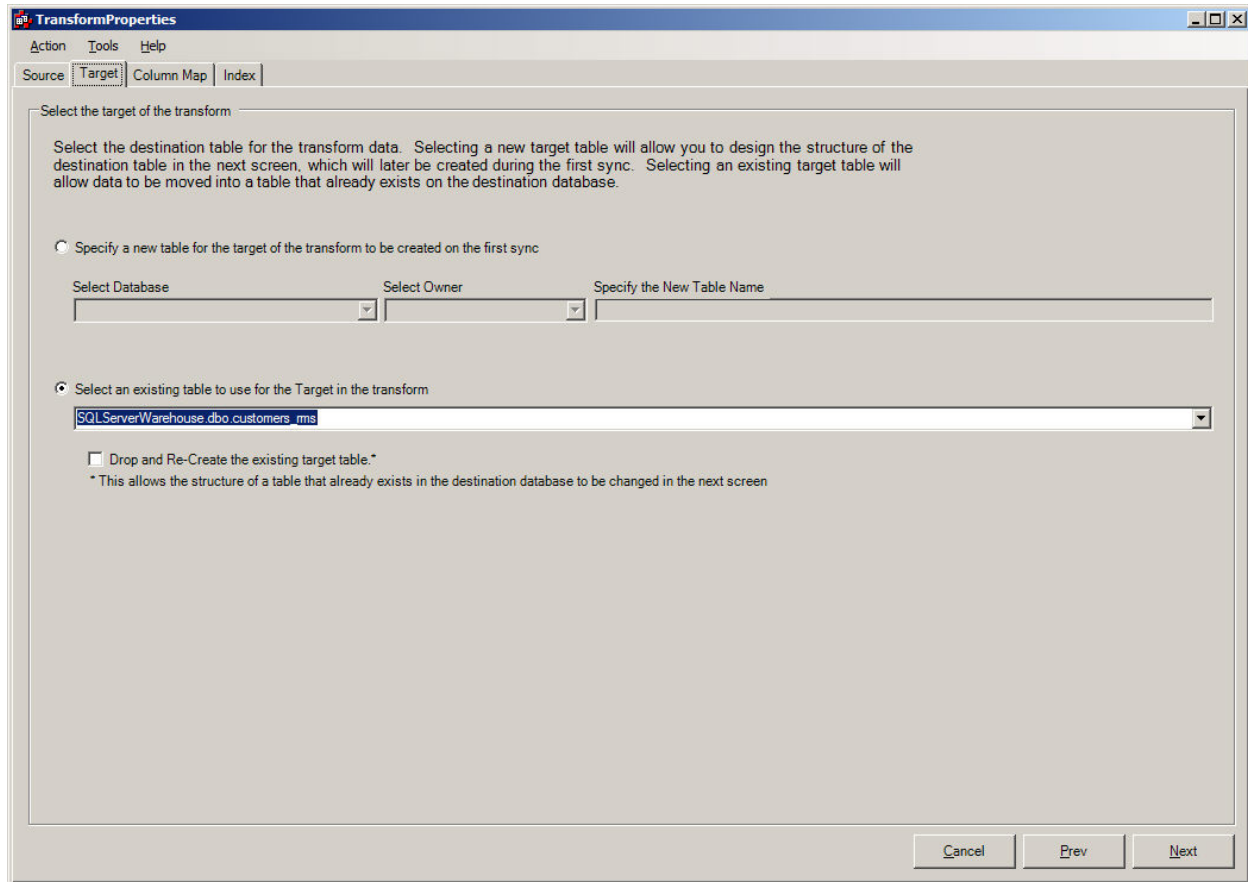 TransformProperties
Action Tools Help
Source Target Column Map Index
Select the target of the transform
Select the destination table for the transform data. Selecting a new target table will allow you to design the structure of the
destination table in the next screen, which will later be created during the first sync. Selecting an existing target table will
allow data to be moved into a table that already exists on the destination database.
Specify a new table for the target of the transform to be created on the first sync
Select Database Select Owner Specify the New Table Name
Select an existing table to use for the Target in the transform
SQLServerWarehouse.dbo.customers_rms
Drop and Re-Create the existing target table.*
* This allows the structure of a table that already exists in the destination database to be changed in the next screen
Cancel Prev Next